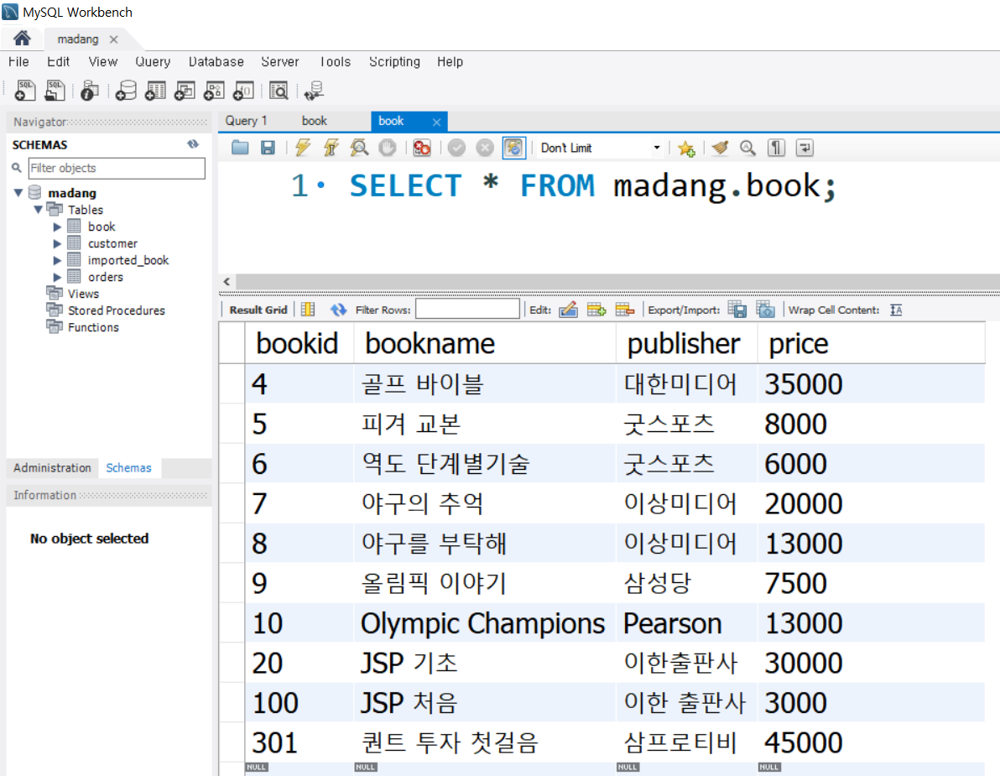 MySQL Workbench
madang
File Edit View Query Database Server Tools Scripting Help
Navigator
SCHEMAS
Filter objects
madang
Tables
book
customer
imported_book
orders
Views
Stored Procedures
Functions
Administration Schemas
Information
No object selected
Query 1 book book
Don't Limit
1 SELECT * FROM madang.book;
Result Grid Filter Rows: Edit: Export/Import: Wrap Cell Content:
bookid bookname publisher price
4 골프 바이블 대한미디어 35000
5 피겨 교본 굿스포츠 8000
6 역도 단계별기술 굿스포츠 6000
7 야구의 추억 이상미디어 20000
8 야구를 부탁해 이상미디어 13000
9 올림픽 이야기 삼성당 7500
10 Olympic Champions Pearson 13000
20 JSP 기초 이한출판사 30000
100 JSP 처음 이한 출판사 3000
301 퀀트 투자 첫걸음 삼프로티비 45000
NULL NULL NULL NULL